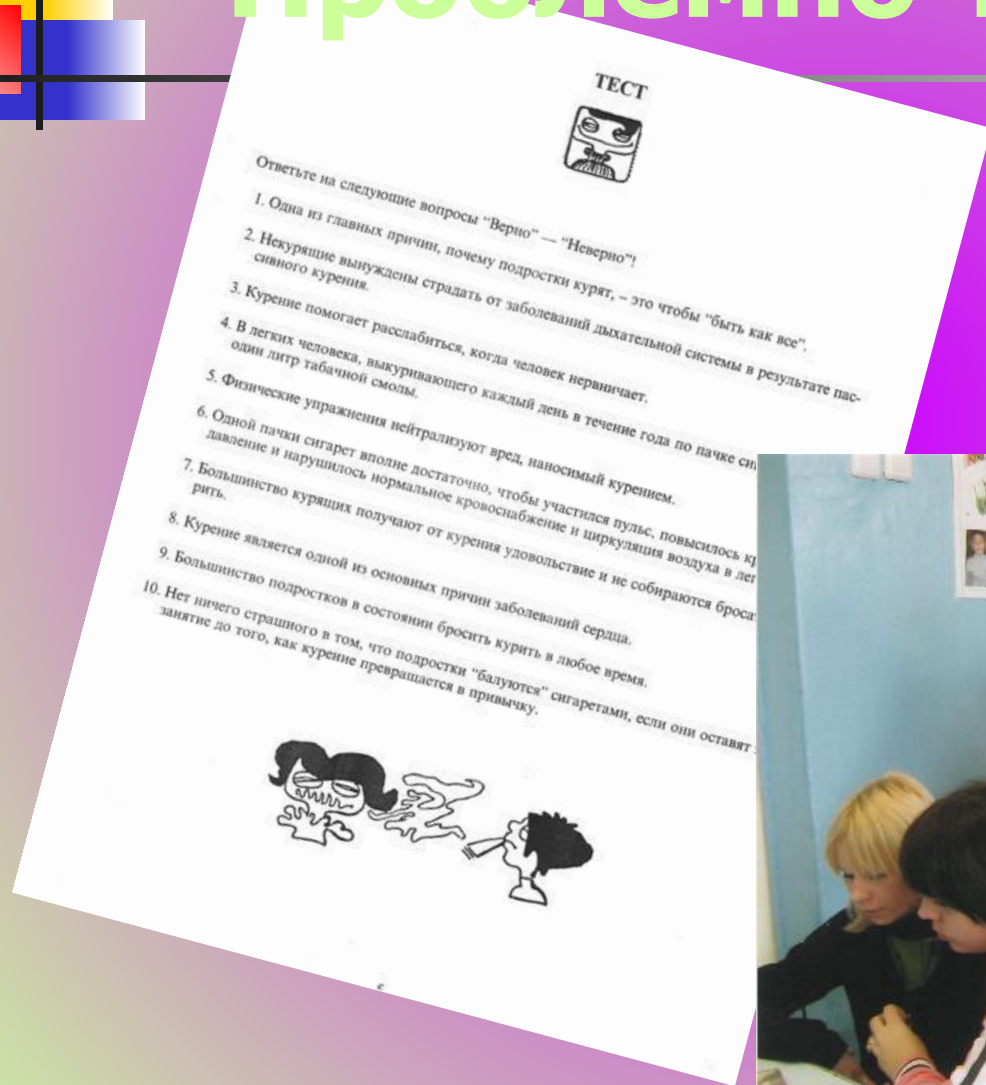 Проблемно
ТЕСТ
Ответьте на следующие вопросы “Верно” — “Неверно”!
1. Одна из главных причин, почему подростки курят, – это чтобы “быть как все”.
2. Некурящие вынуждены страдать от заболеваний дыхательной системы в результате пас-
сивного курения.
3. Курение помогает расслабиться, когда человек нервничает.
4. В легких человека, выкуривающего каждый день в течение года по пачке
один литр табачной смолы.
5. Физические упражнения нейтрализуют вред, наносимый курением.
6. Одной пачки сигарет вполне достаточно, чтобы участился пульс, повысилось
давление и нарушилось нормальное кровоснабжение и циркуляция воздуха в
7. Большинство курящих получают от курения удовольствие и не собираются
рить.
8. Курение является одной из основных причин заболеваний сердца.
9. Большинство подростков в состоянии бросить курить в любое время.
10. Нет ничего страшного в том, что подростки “балуются” сигаретами, если они оставят
занятие до того, как курение превращается в привычку.